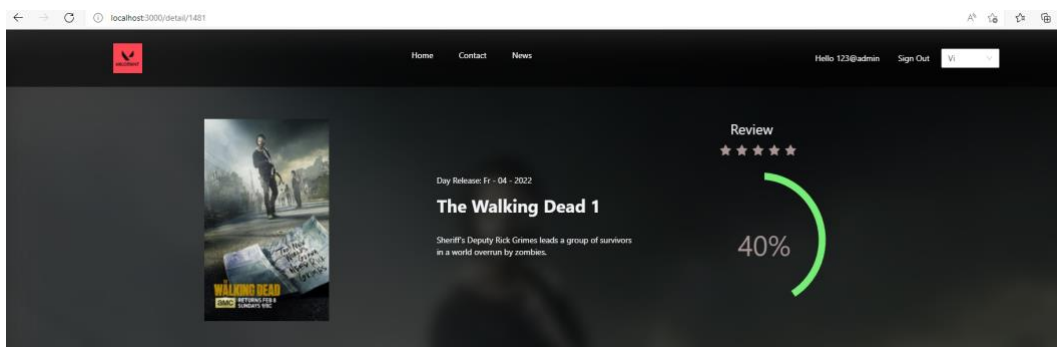 localhost:3000/detail/1481
VALORANT
Home Contact News
Hello 123@admin Sign Out Vi
Review
Day Release: Fr - 04 - 2022
The Walking Dead 1
Sheriff's Deputy Rick Grimes leads a group of survivors
in a world overrun by zombies.
40%
THE
WALKING DEAD
AMC RETURNS FEB 8
SUNDAYS 9/8C